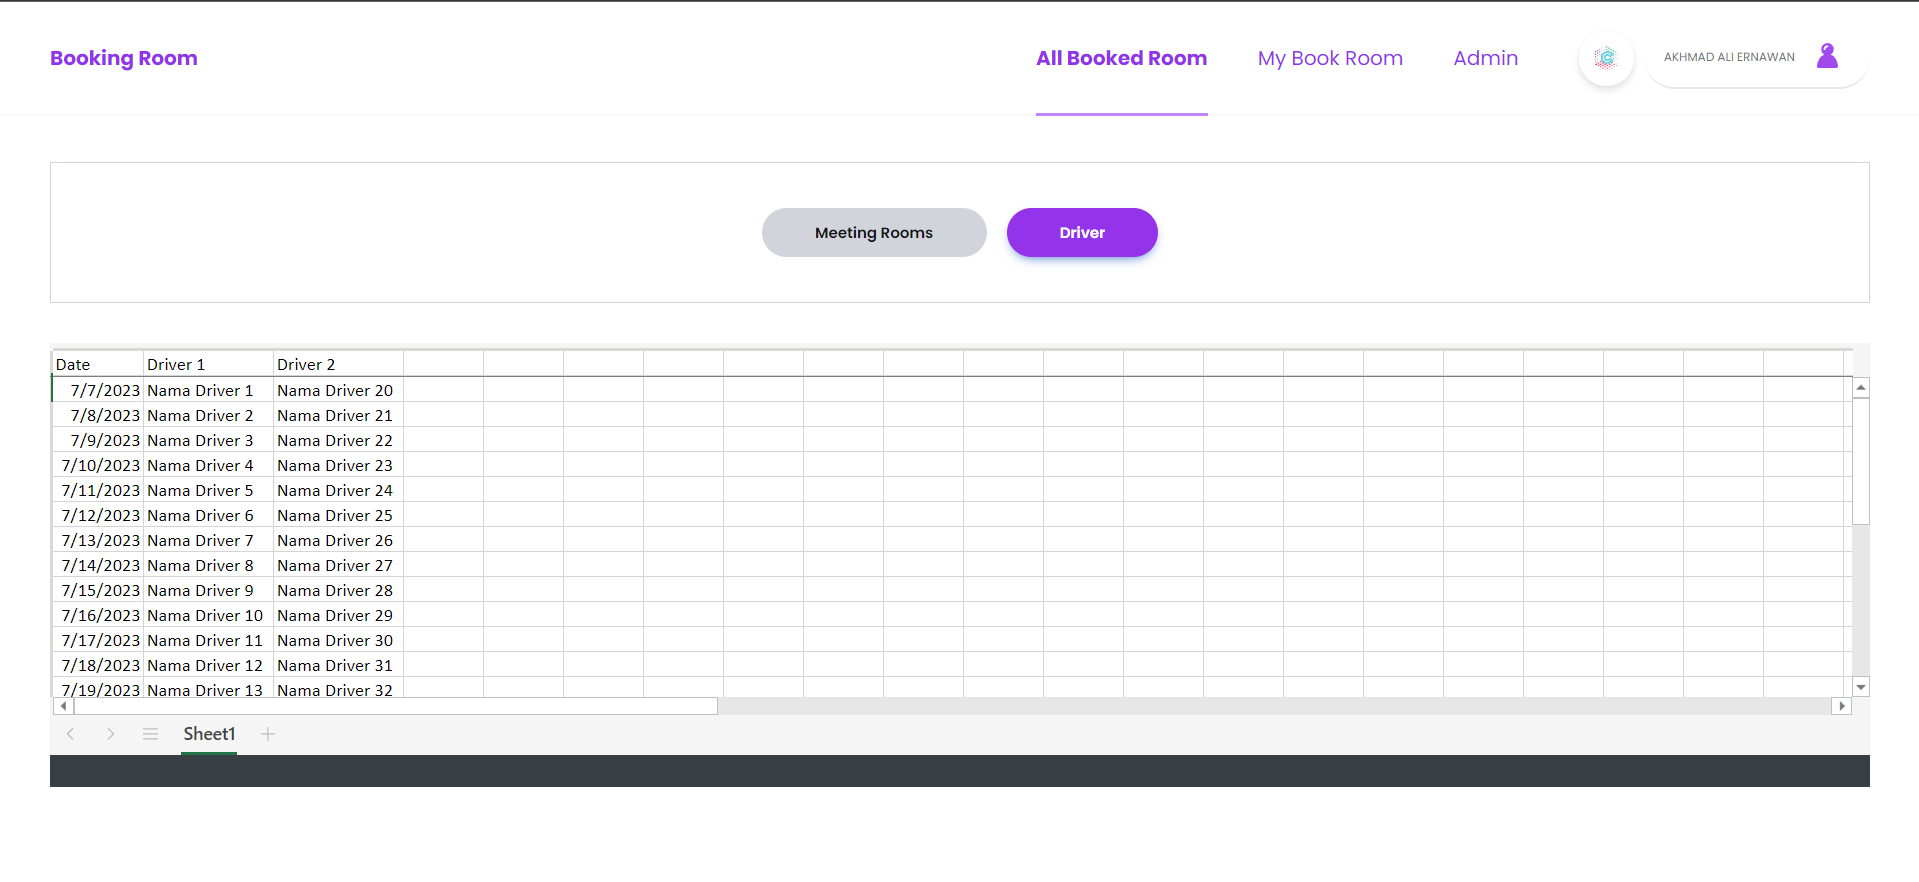 Booking Room All Booked Room My Book Room Admin AKHMAD ALI ERNAWAN
Meeting Rooms Driver
Date Driver 1 Driver 2
7/7/2023 Nama Driver 1 Nama Driver 20
7/8/2023 Nama Driver 2 Nama Driver 21
7/9/2023 Nama Driver 3 Nama Driver 22
7/10/2023 Nama Driver 4 Nama Driver 23
7/11/2023 Nama Driver 5 Nama Driver 24
7/12/2023 Nama Driver 6 Nama Driver 25
7/13/2023 Nama Driver 7 Nama Driver 26
7/14/2023 Nama Driver 8 Nama Driver 27
7/15/2023 Nama Driver 9 Nama Driver 28
7/16/2023 Nama Driver 10 Nama Driver 29
7/17/2023 Nama Driver 11 Nama Driver 30
7/18/2023 Nama Driver 12 Nama Driver 31
7/19/2023 Nama Driver 13 Nama Driver 32
Sheet1